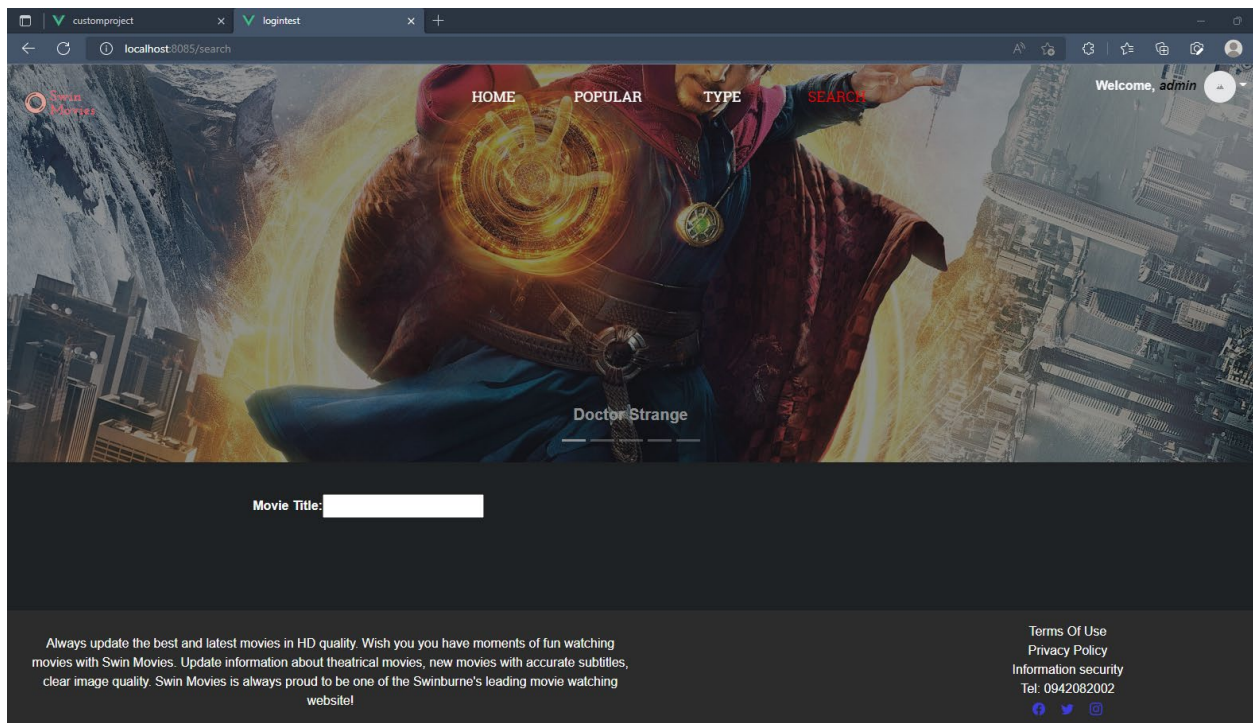 customproject
logintest
localhost:8085/search
Swin
Movies
HOME POPULAR TYPE SEARCH
Welcome, admin
Doctor Strange
Movie Title:
Always update the best and latest movies in HD quality. Wish you you have moments of fun watching
movies with Swin Movies. Update information about theatrical movies, new movies with accurate subtitles,
clear image quality. Swin Movies is always proud to be one of the Swinburne's leading movie watching
website!
Terms Of Use
Privacy Policy
Information security
Tel: 0942082002